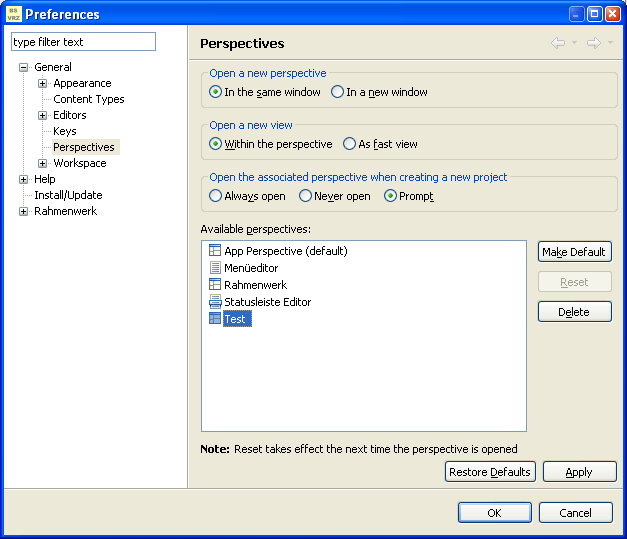 BS
VRZ
Preferences
type filter text
General
Appearance
Content Types
Editors
Keys
Perspectives
Workspace
Help
Install/Update
Rahmenwerk
Perspectives
Open a new perspective
In the same window In a new window
Open a new view
Within the perspective As fast view
Open the associated perspective when creating a new project
Always open Never open Prompt
Available perspectives:
App Perspective (default)
Menüeditor
Rahmenwerk
Statusleiste Editor
Test
Make Default
Reset
Delete
Note: Reset takes effect the next time the perspective is opened
Restore Defaults Apply
OK Cancel